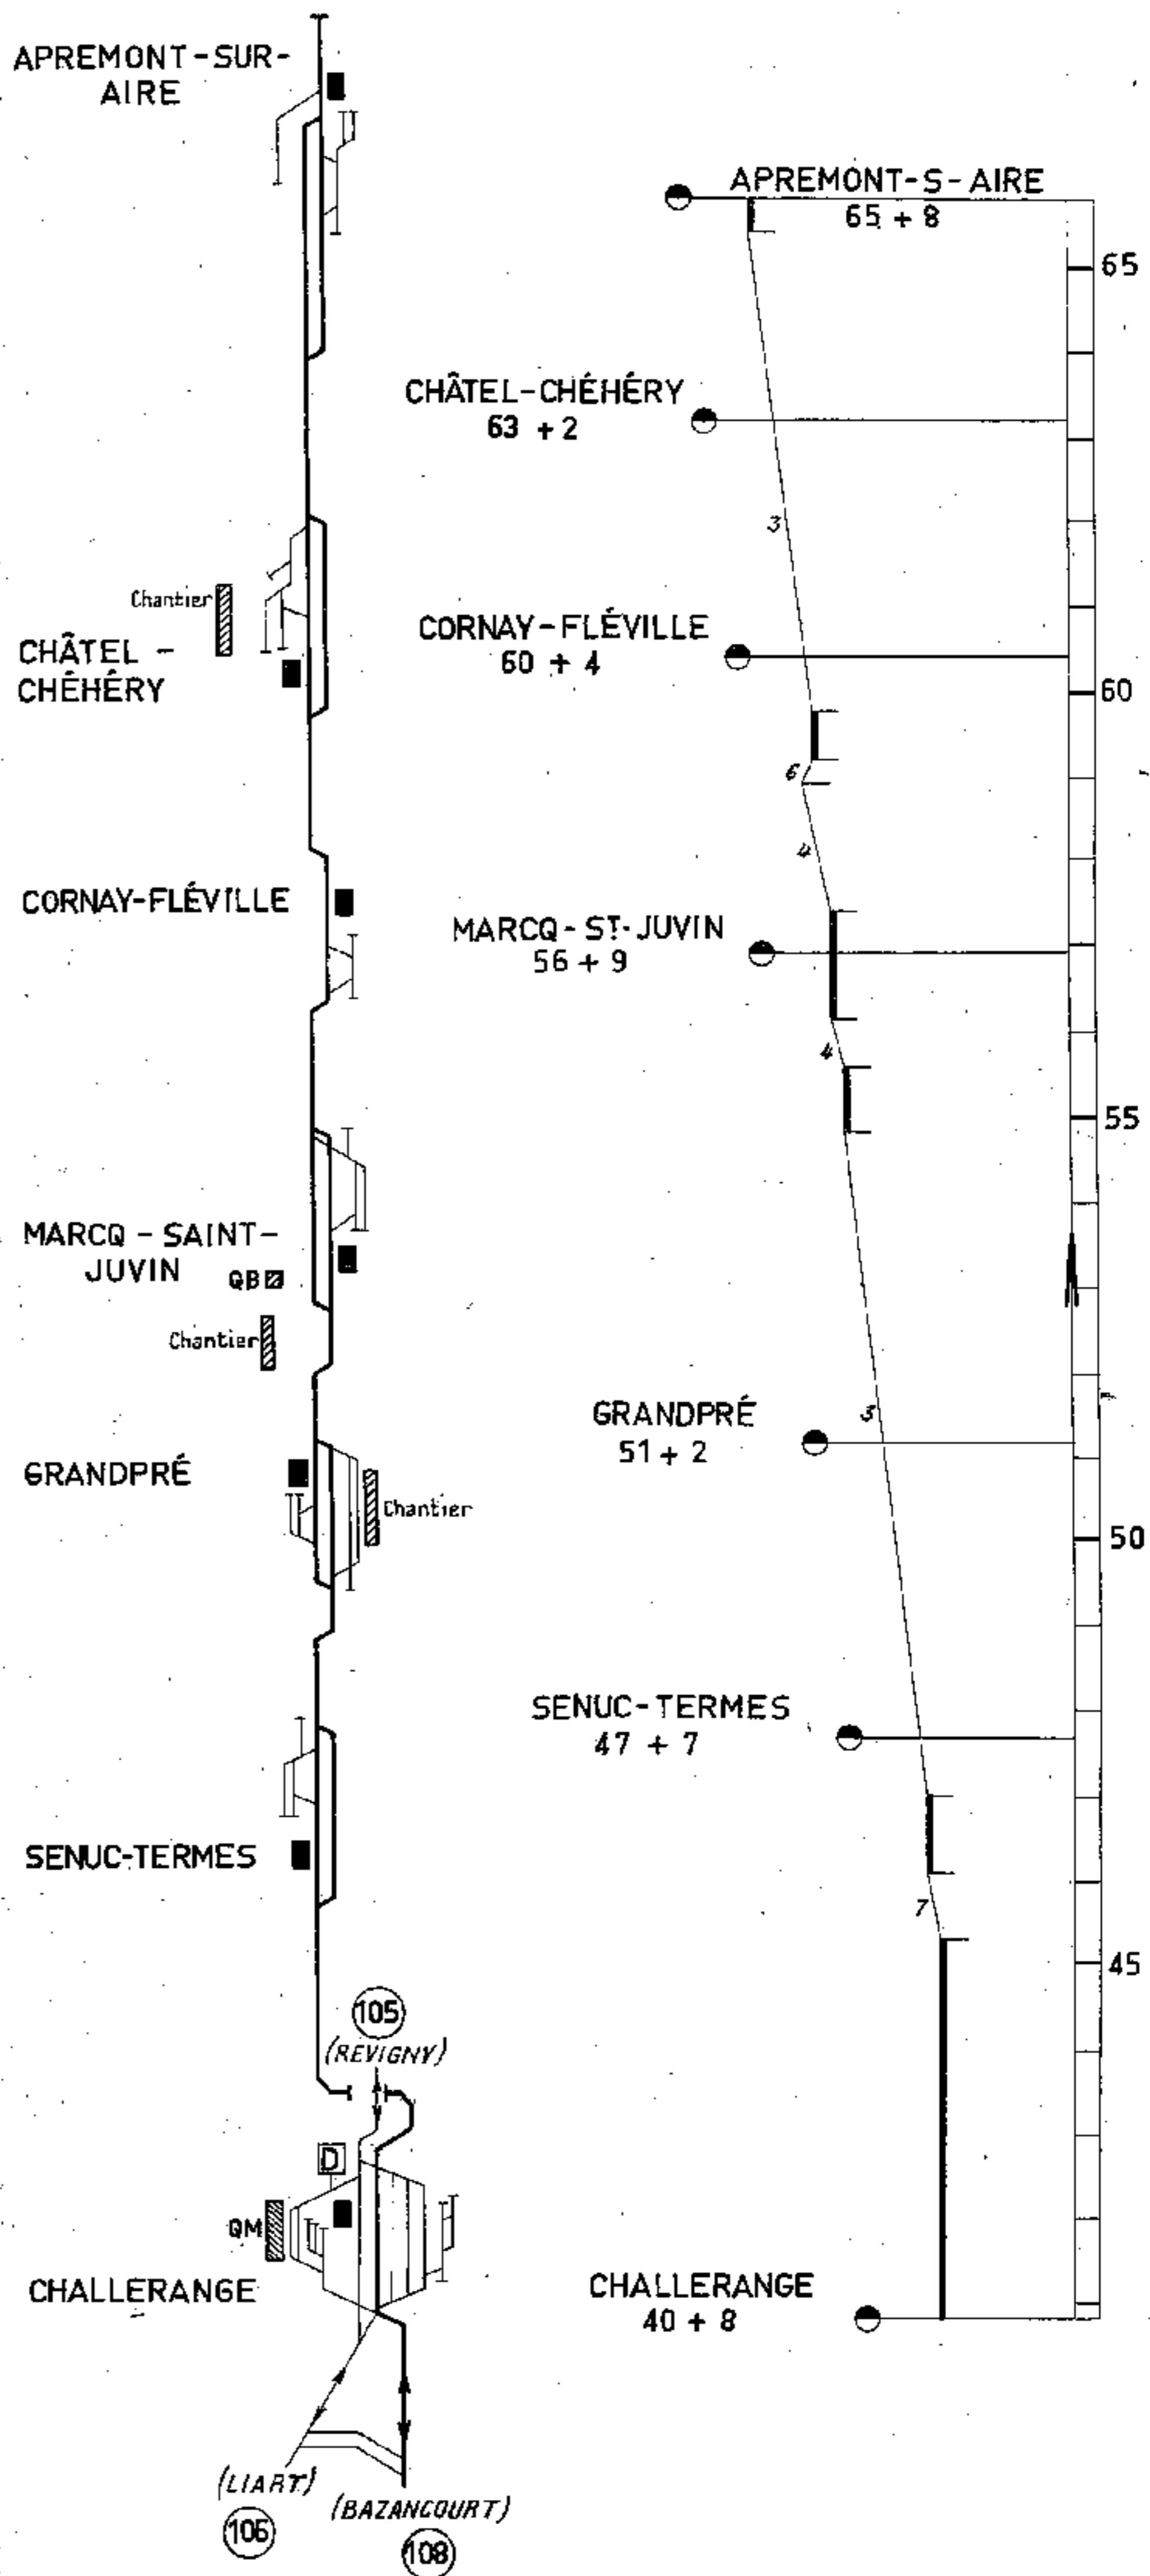 APREMONT-SUR-
AIRE
Chantier
CHÂTEL -
CHÉHÉRY
CORNAY-FLÉVILLE
MARCQ - SAINT-
JUVIN
QB
Chantier
GRANDPRÉ
Chantier
SENUC-TERMES
105
(REVIGNY)
D
QM
CHALLERANGE
(LIART)
106
(BAZANCOURT)
108
APREMONT-S-AIRE
65 + 8
CHÂTEL-CHÉHÉRY
63 + 2
3
CORNAY-FLÉVILLE
60 + 4
6
4
MARCQ-ST-JUVIN
56 + 9
4
GRANDPRÉ
51 + 2
SENUC-TERMES
47 + 7
7
CHALLERANGE
40 + 8
65
60
55
50
45